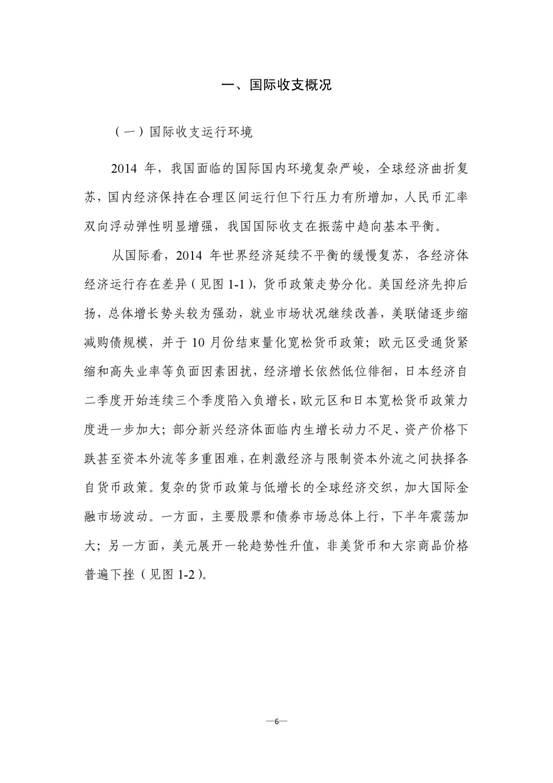 一、国际收支概况
（一）国际收支运行环境
2014 年，我国面临的国际国内环境复杂严峻，全球经济曲折复
苏，国内经济保持在合理区间运行但下行压力有所增加，人民币汇率
双向浮动弹性明显增强，我国国际收支在振荡中趋向基本平衡。
从国际看，2014 年世界经济延续不平衡的缓慢复苏，各经济体
经济运行存在差异（见图 1-1），货币政策走势分化。美国经济先抑后
扬，总体增长势头较为强劲，就业市场状况继续改善，美联储逐步缩
减购债规模，并于 10 月份结束量化宽松货币政策；欧元区受通货紧
缩和高失业率等负面因素困扰，经济增长依然低位徘徊，日本经济自
二季度开始连续三个季度陷入负增长，欧元区和日本宽松货币政策力
度进一步加大；部分新兴经济体面临内生增长动力不足、资产价格下
跌甚至资本外流等多重困难，在刺激经济与限制资本外流之间抉择各
自货币政策。复杂的货币政策与低增长的全球经济交织，加大国际金
融市场波动。一方面，主要股票和债券市场总体上行，下半年震荡加
大；另一方面，美元展开一轮趋势性升值，非美货币和大宗商品价格
普遍下挫（见图 1-2）。
—6—